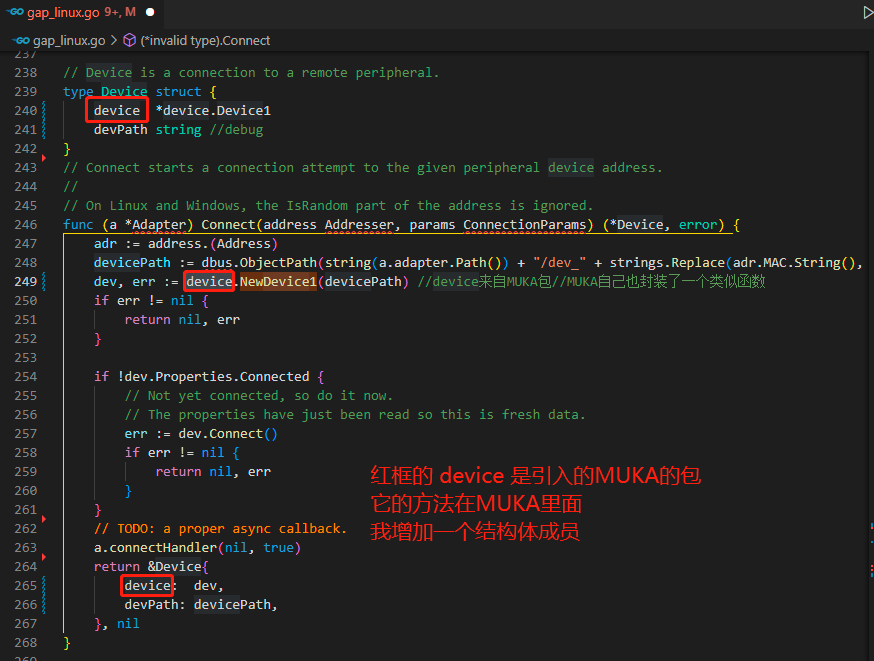 gap_linux.go 9+, M
gap_linux.go > (*invalid type).Connect
237
238 // Device is a connection to a remote peripheral.
239 type Device struct {
240 device *device.Device1
241 devPath string //debug
242 }
243 // Connect starts a connection attempt to the given peripheral device address.
244 //
245 // On Linux and Windows, the IsRandom part of the address is ignored.
246 func (a *Adapter) Connect(address Addresser, params ConnectionParams) (*Device, error) {
247 adr := address.(Address)
248 devicePath := dbus.ObjectPath(string(a.adapter.Path()) + "/dev_" + strings.Replace(adr.MAC.String(),
249 dev, err := device.NewDevice1(devicePath) //device来自MUKA包//MUKA自己也封装了一个类似函数
250 if err != nil {
251 return nil, err
252 }
253
254 if !dev.Properties.Connected {
255 // Not yet connected, so do it now.
256 // The properties have just been read so this is fresh data.
257 err := dev.Connect()
258 if err != nil {
259 return nil, err
260 }
261 }
262 // TODO: a proper async callback.
263 a.connectHandler(nil, true)
264 return &Device{
265 device: dev,
266 devPath: devicePath,
267 }, nil
268 }
269
红框的 device 是引入的MUKA的包
它的方法在MUKA里面
我增加一个结构体成员